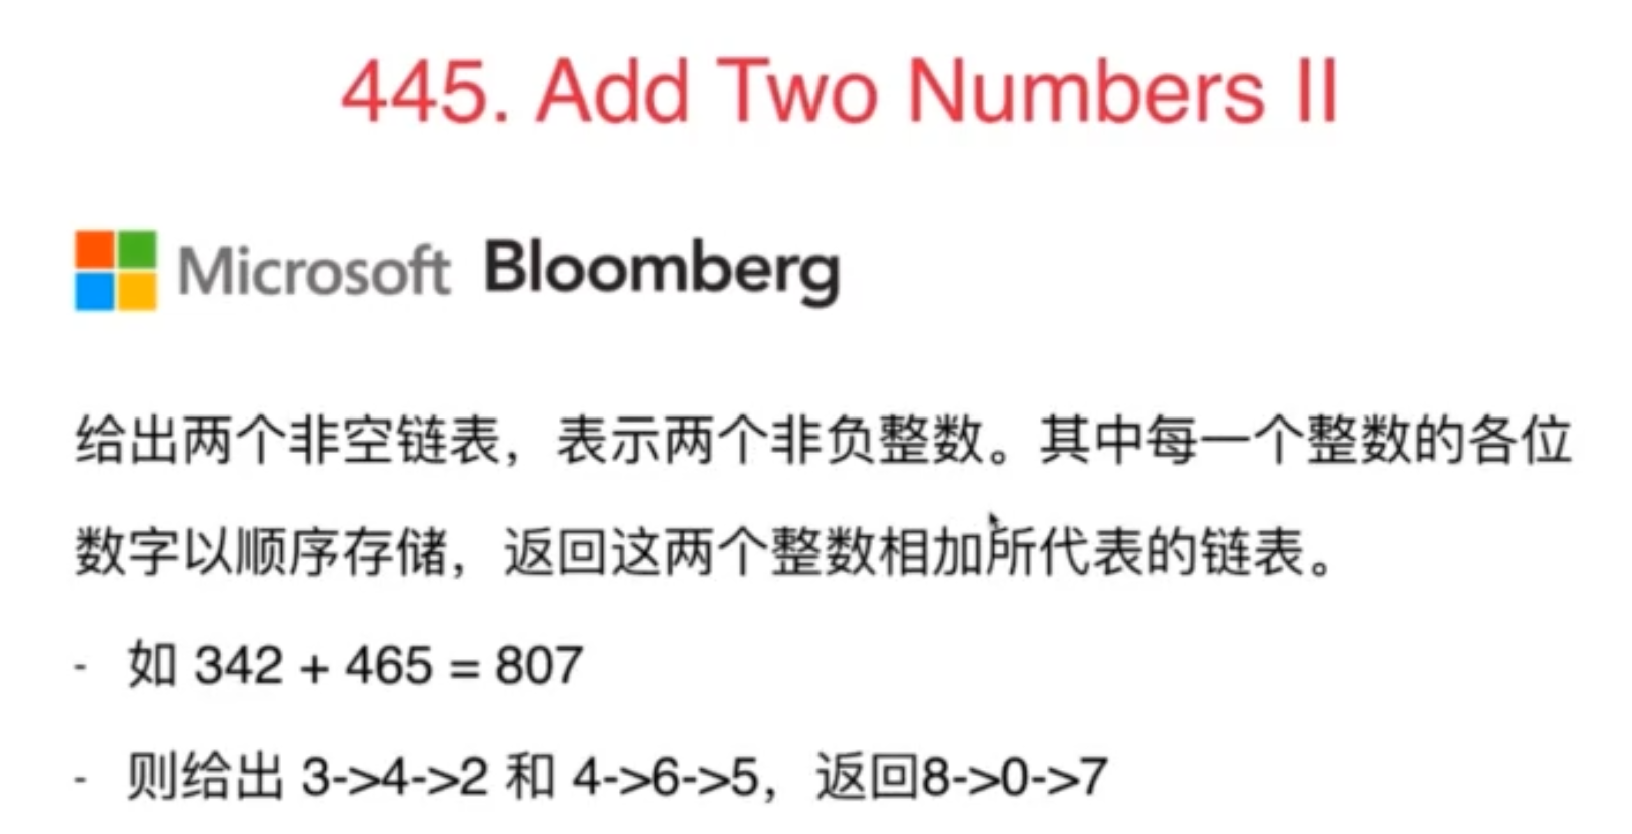 445. Add Two Numbers II
Microsoft Bloomberg
给出两个非空链表，表示两个非负整数。其中每一个整数的各位
数字以顺序存储，返回这两个整数相加所代表的链表。
- 如 342 + 465 = 807
- 则给出 3->4->2 和 4->6->5，返回8->0->7